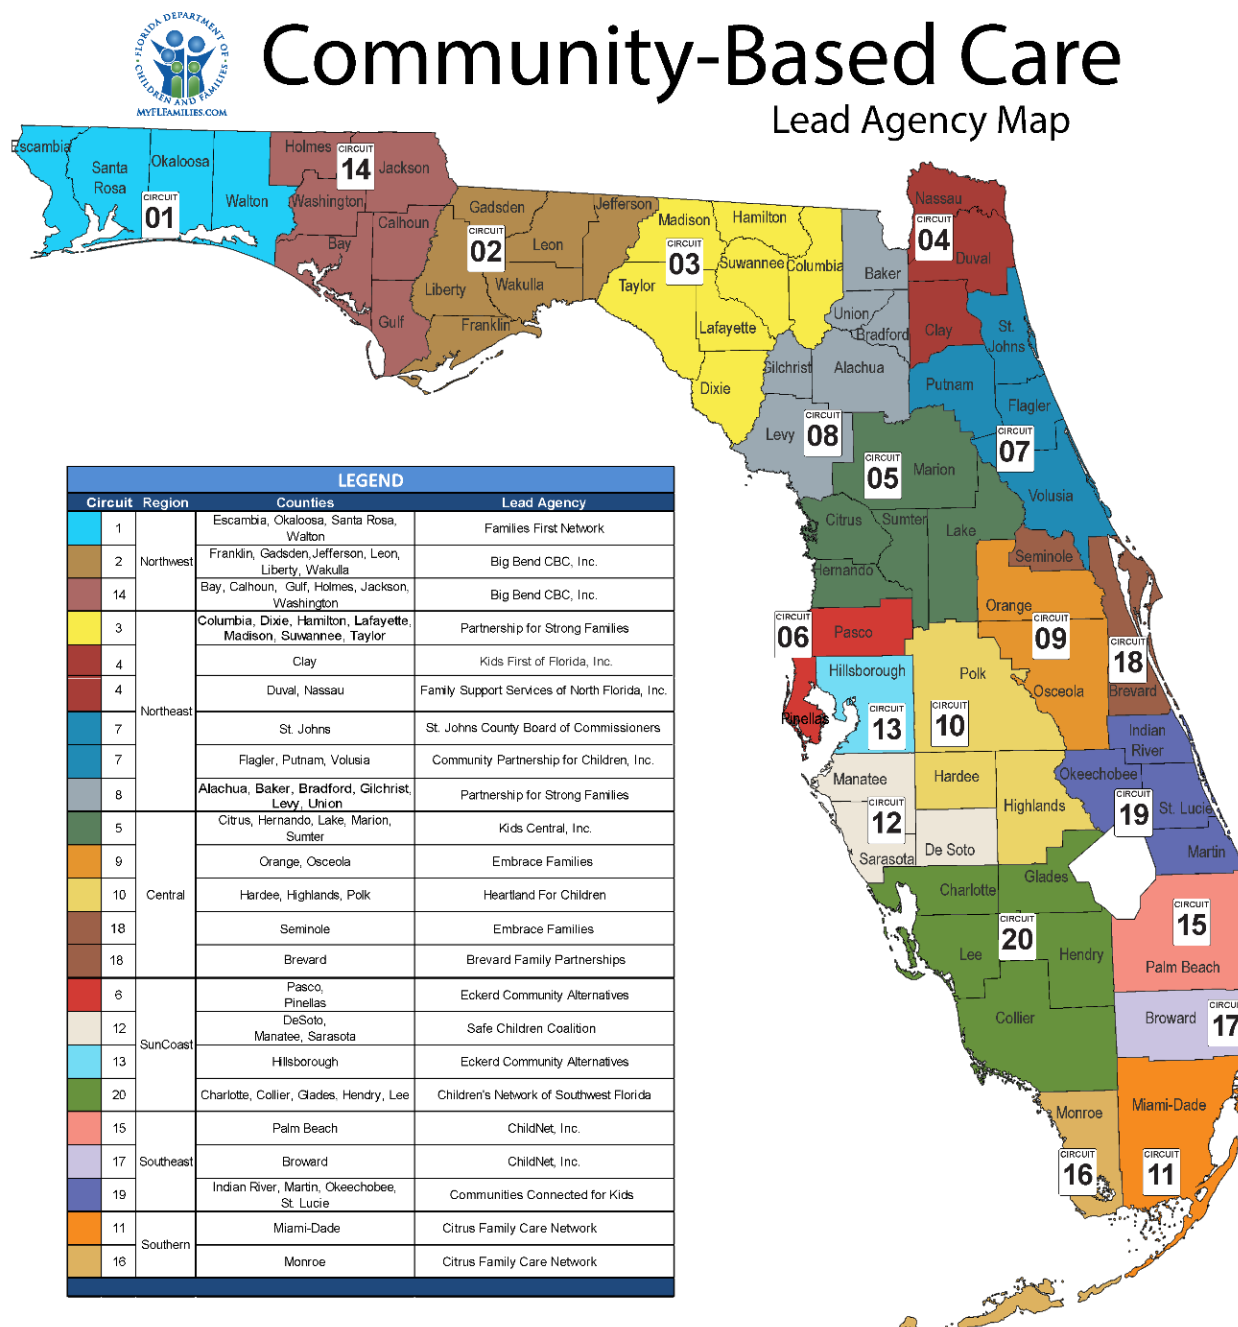 FLORIDA DEPARTMENT OF
CHILDREN AND FAMILIES
MYFLFAMILIES.COM
Community-Based Care
Lead Agency Map
Escambia
Santa
Rosa
Okaloosa
Walton
CIRCUIT
01
Holmes
CIRCUIT
14
Jackson
Washington
Calhoun
Bay
Gulf
Gadsden
Jefferson
CIRCUIT
02
Leon
Liberty
Wakulla
Franklin
Madison
Hamilton
CIRCUIT
03
Suwannee
Columbia
Taylor
Lafayette
Dixie
Nassau
CIRCUIT
04
Duval
Clay
Baker
Union
Bradford
Gilchrist
Alachua
Levy
CIRCUIT
08
St.
Johns
Putnam
Flagler
CIRCUIT
07
Volusia
CIRCUIT
05
Marion
Citrus
Sumter
Lake
Hernando
Seminole
Orange
CIRCUIT
09
Osceola
CIRCUIT
18
Brevard
CIRCUIT
06
Pasco
Pinellas
Hillsborough
CIRCUIT
13
Polk
CIRCUIT
10
Hardee
Highlands
Manatee
CIRCUIT
12
Sarasota
De Soto
Indian
River
Okeechobee
CIRCUIT
19
St. Lucie
Martin
Charlotte
Glades
CIRCUIT
20
Lee
Hendry
Collier
CIRCUIT
15
Palm Beach
Broward
CIRCUI
17
Monroe
CIRCUIT
16
Miami-Dade
CIRCUIT
11
LEGEND
Circuit Region Counties Lead Agency
1 Escambia, Okaloosa, Santa Rosa, Walton Families First Network
Northwest
2 Franklin, Gadsden,Jefferson, Leon, Liberty, Wakulla Big Bend CBC, Inc.
14 Bay, Calhoun, Gulf, Holmes, Jackson, Washington Big Bend CBC, Inc.
3 Columbia, Dixie, Hamilton, Lafayette, Madison, Suwannee, Taylor Partnership for Strong Families
4 Clay Kids First of Florida, Inc.
4 Duval, Nassau Family Support Services of North Florida, Inc.
Northeast
7 St. Johns St. Johns County Board of Commissioners
7 Flagler, Putnam, Volusia Community Partnership for Children, Inc.
8 Alachua, Baker, Bradford, Gilchrist, Levy, Union Partnership for Strong Families
5 Citrus, Hernando, Lake, Marion, Sumter Kids Central, Inc.
9 Orange, Osceola Embrace Families
10 Central Hardee, Highlands, Polk Heartland For Children
18 Seminole Embrace Families
18 Brevard Brevard Family Partnerships
6 Pasco, Pinellas Eckerd Community Alternatives
12 DeSoto, Manatee, Sarasota Safe Children Coalition
SunCoast
13 Hillsborough Eckerd Community Alternatives
20 Charlotte, Collier, Glades, Hendry, Lee Children's Network of Southwest Florida
15 Palm Beach ChildNet, Inc.
17 Southeast Broward ChildNet, Inc.
19 Indian River, Martin, Okeechobee, St. Lucie Communities Connected for Kids
11 Miami-Dade Citrus Family Care Network
Southern
16 Monroe Citrus Family Care Network